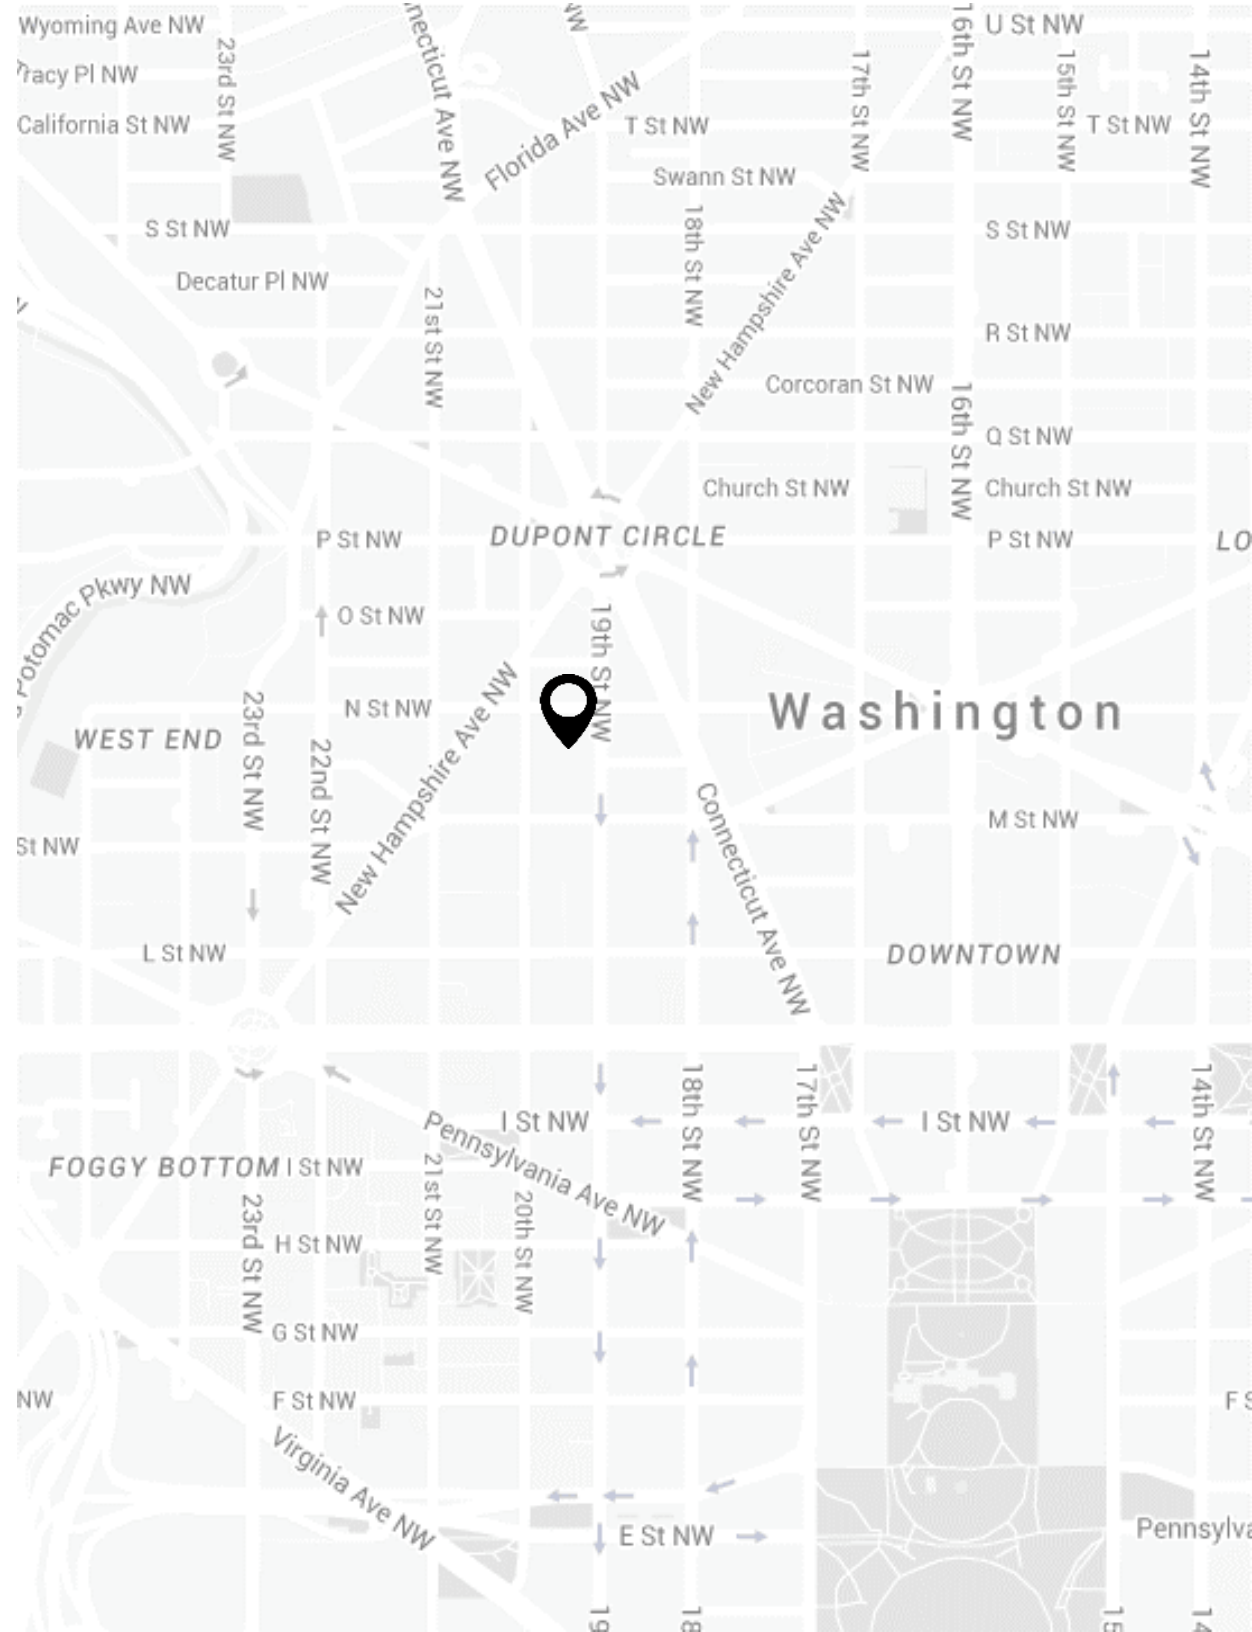 Wyoming Ave NW
U St NW
23rd St NW
Florida Ave NW
17th St NW
16th St NW
15th St NW
14th St NW
California St NW
T St NW
T St NW
Swann St NW
18th St NW
New Hampshire Ave NW
S St NW
S St NW
Decatur Pl NW
21st St NW
R St NW
Corcoran St NW
16th St NW
Q St NW
Church St NW
Church St NW
P St NW
DUPONT CIRCLE
P St NW
LO
Potomac Pkwy NW
O St NW
19th St NW
New Hampshire Ave NW
N St NW
Washington
WEST END
23rd St NW
22nd St NW
Connecticut Ave NW
M St NW
St NW
L St NW
DOWNTOWN
18th St NW
17th St NW
14th St NW
I St NW
I St NW
Pennsylvania Ave NW
FOGGY BOTTOM
I St NW
21st St NW
20th St NW
23rd St NW
H St NW
G St NW
NW
F St NW
F S
Virginia Ave NW
E St NW
Pennsylva
19
18
15
14